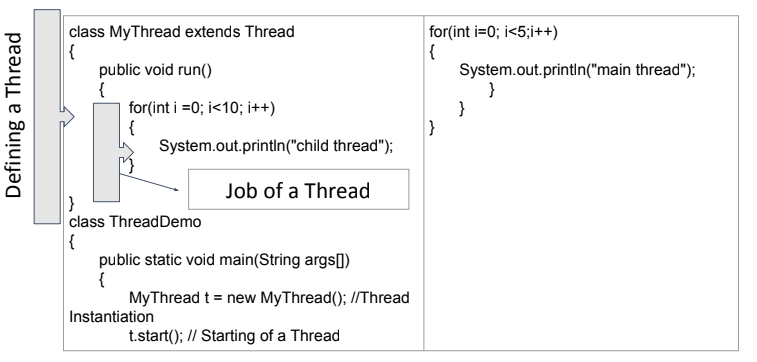 Defining a Thread
class MyThread extends Thread
{
public void run()
{
for(int i =0; i<10; i++)
{
System.out.println("child thread");
}
Job of a Thread
}
class ThreadDemo
{
public static void main(String args[])
{
MyThread t = new MyThread(); //Thread
Instantiation
t.start(); // Starting of a Thread
for(int i=0; i<5;i++)
{
System.out.println("main thread");
}
}
}